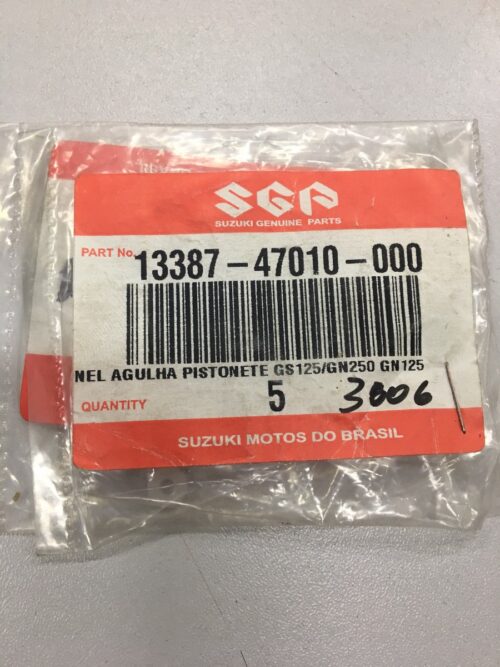 SGP
SUZUKI GENUINE PARTS
PART No. 13387-47010-000
NEL AGULHA PISTONETE GS125/GN250 GN125
QUANTITY 5 3806
SUZUKI MOTOS DO BRASIL